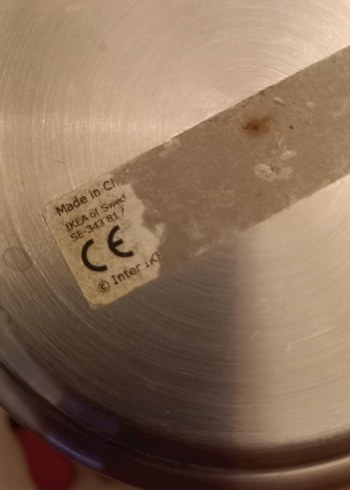 Made in Ch
IKEA of Swed
SE-343 81
CE
© Inter IKE